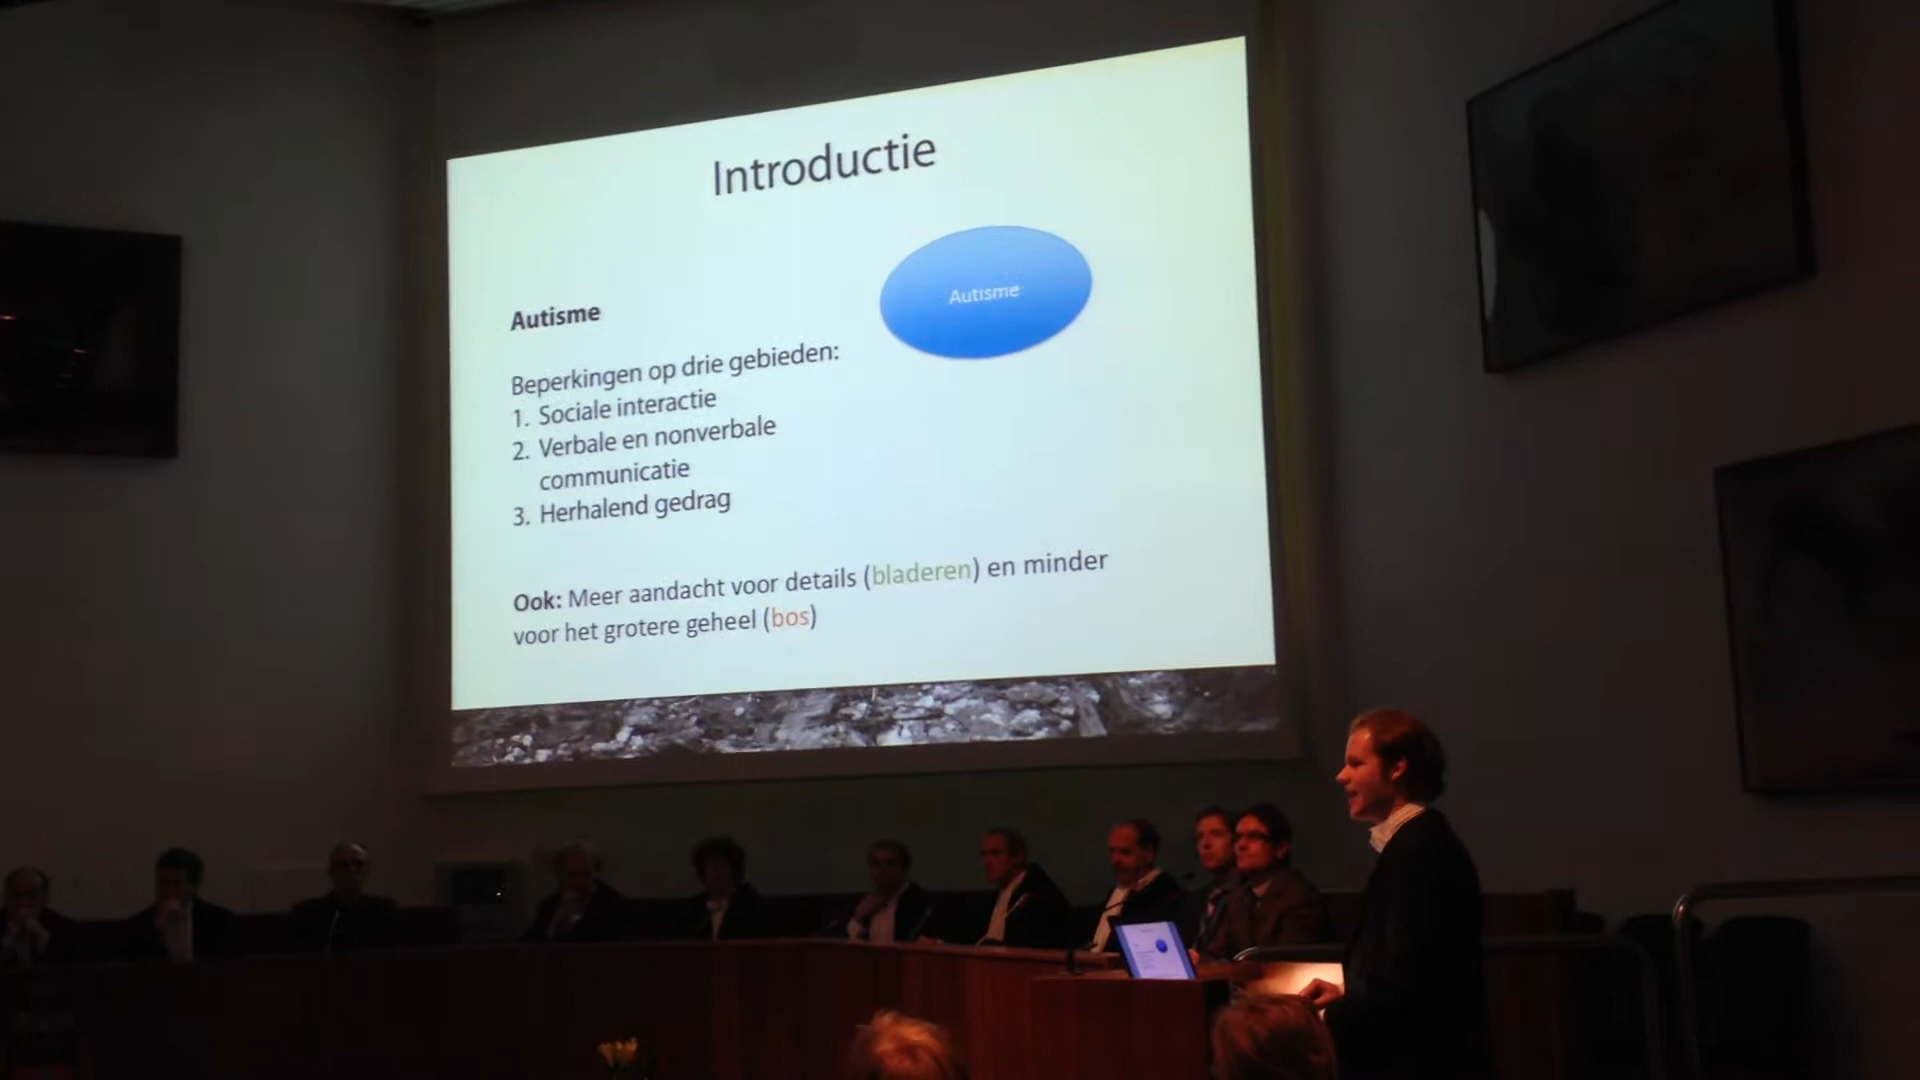 Introductie
Autisme
Autisme
Beperkingen op drie gebieden:
1. Sociale interactie
2. Verbale en nonverbale
communicatie
3. Herhalend gedrag
Ook: Meer aandacht voor details (bladeren) en minder
voor het grotere geheel (bos)